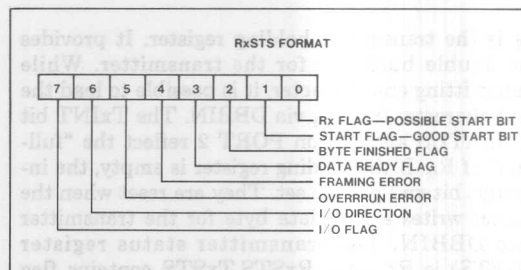 RxSTS FORMAT
7 6 5 4 3 2 1 0
Rx FLAG—POSSIBLE START BIT
START FLAG—GOOD START BIT
BYTE FINISHED FLAG
DATA READY FLAG
FRAMING ERROR
OVERRRUN ERROR
I/O DIRECTION
I/O FLAG